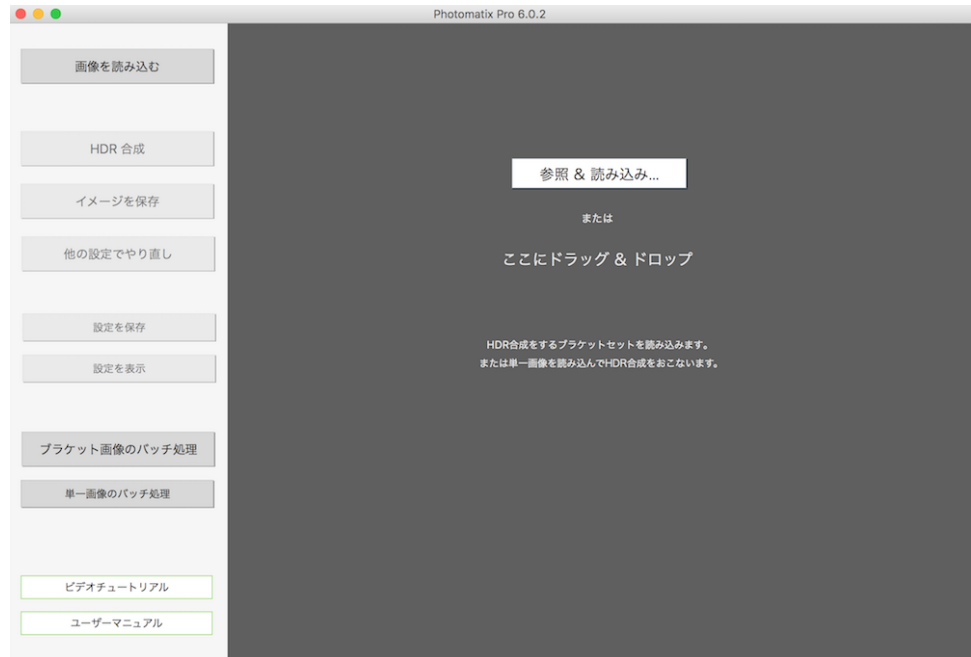 Photomatix Pro 6.0.2
画像を読み込む
HDR 合成
イメージを保存
他の設定でやり直し
設定を保存
設定を表示
ブラケット画像のバッチ処理
単一画像のバッチ処理
ビデオチュートリアル
ユーザーマニュアル
参照 & 読み込み...
または
ここにドラッグ & ドロップ
HDR合成をするブラケットセットを読み込みます。
または単一画像を読み込んでHDR合成をおこないます。